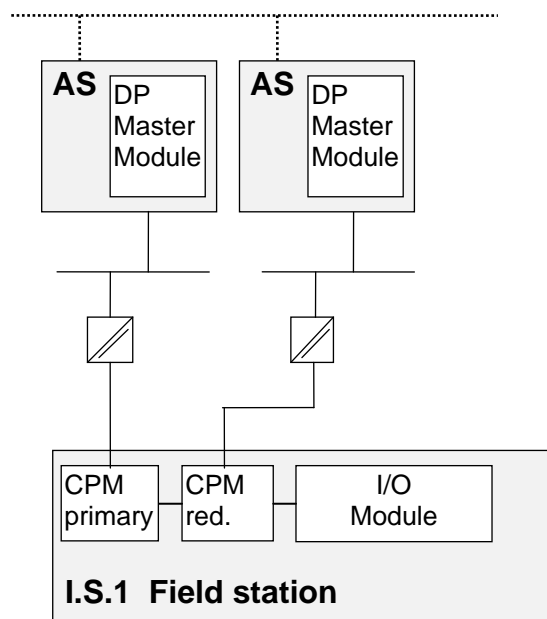 AS
DP
Master
Module
AS
DP
Master
Module
CPM
primary
CPM
red.
I/O
Module
I.S.1 Field station